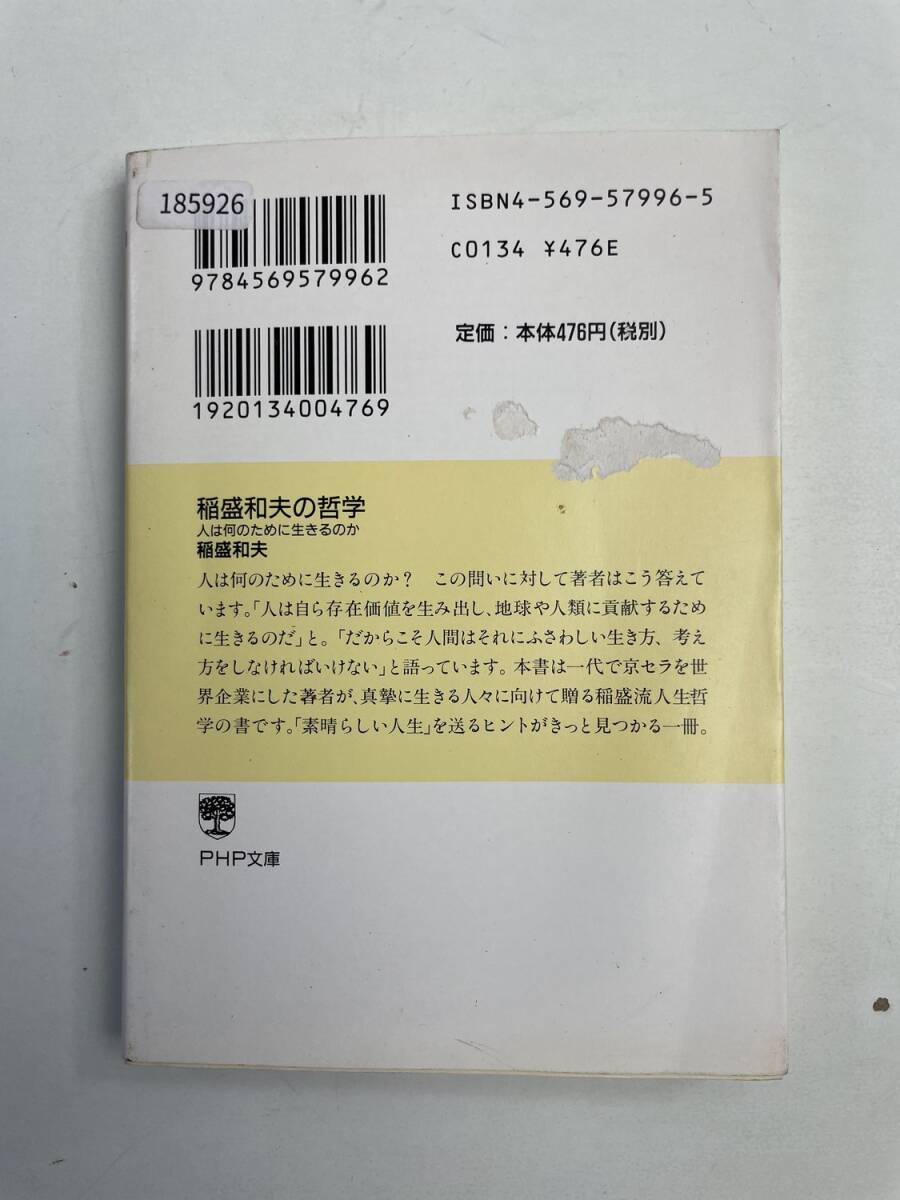 185926
ISBN4-569-57996-5
9784569579962
C0134 ¥476E
定価：本体476円(税別)
1920134004769
稲盛和夫の哲学
人は何のために生きるのか
稲盛和夫
人は何のために生きるのか？　この問いに対して著者はこう答えて
います。「人は自ら存在価値を生み出し、地球や人類に貢献するため
に生きるのだ」と。「だからこそ人間はそれにふさわしい生き方、考え
方をしなければいけない」と語っています。本書は一代で京セラを世
界企業にした著者が、真摯に生きる人々に向けて贈る稲盛流人生哲
学の書です。「素晴らしい人生」を送るヒントがきっと見つかる一冊。
PHP文庫